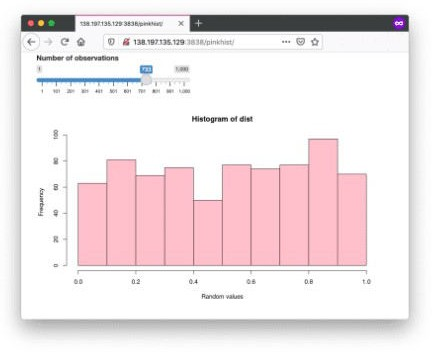 138.197.135.129:3838/pinkhist/
138.197.135.129:3838/pinkhist/
Number of observations
1 733 1,000
1 101 201 301 401 501 601 701 801 901 1,000
Histogram of dist
Frequency
100
80
60
40
20
0
0.0 0.2 0.4 0.6 0.8 1.0
Random values